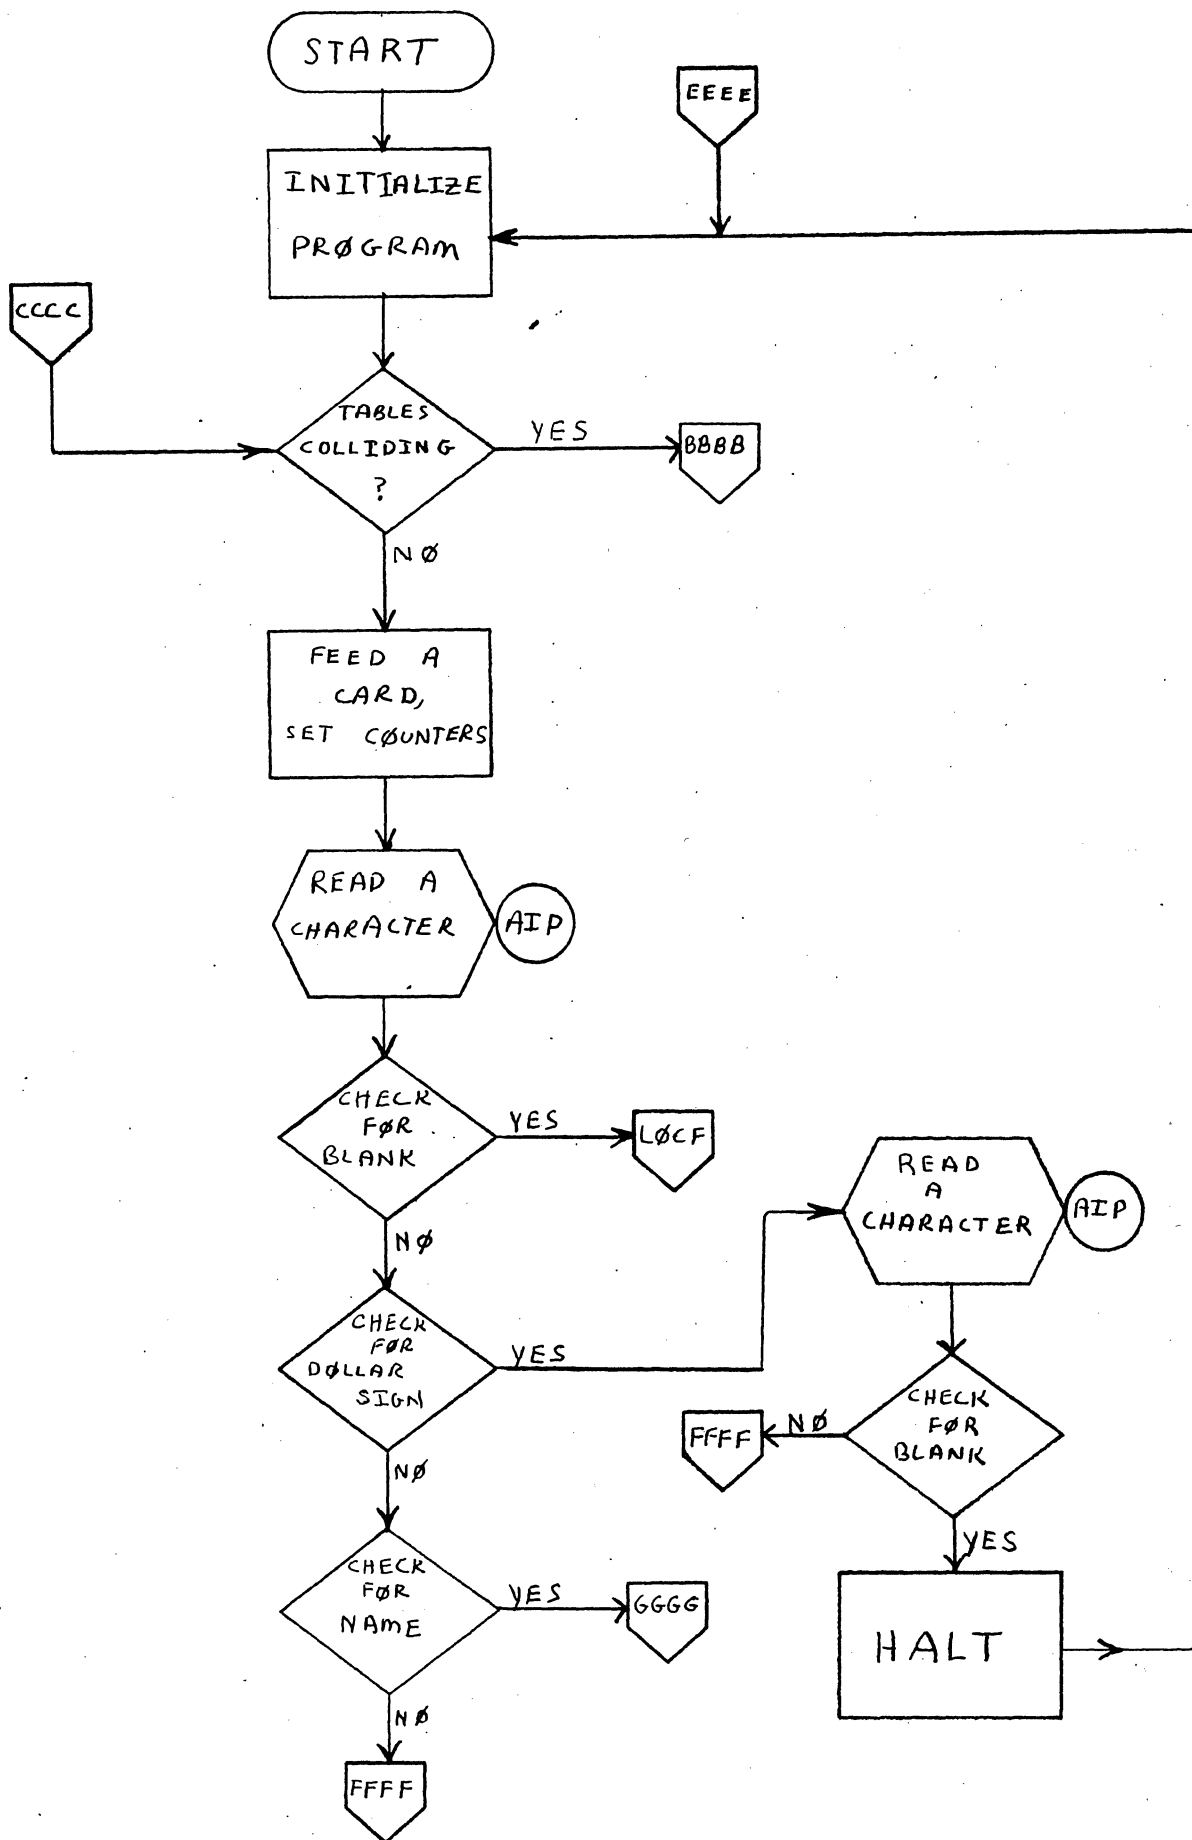 START
EEEE
INITIALIZE
PRØGRAM
CCCC
TABLES
COLLIDING
?
YES
BBBB
NØ
FEED A
CARD,
SET CØUNTERS
READ A
CHARACTER
AIP
CHECK
FØR
BLANK
YES
LØCF
NØ
CHECK
FØR
DØLLAR
SIGN
YES
READ
A
CHARACTER
AIP
CHECK
FØR
BLANK
NØ
FFFF
YES
HALT
NØ
CHECK
FØR
NAME
YES
GGGG
NØ
FFFF